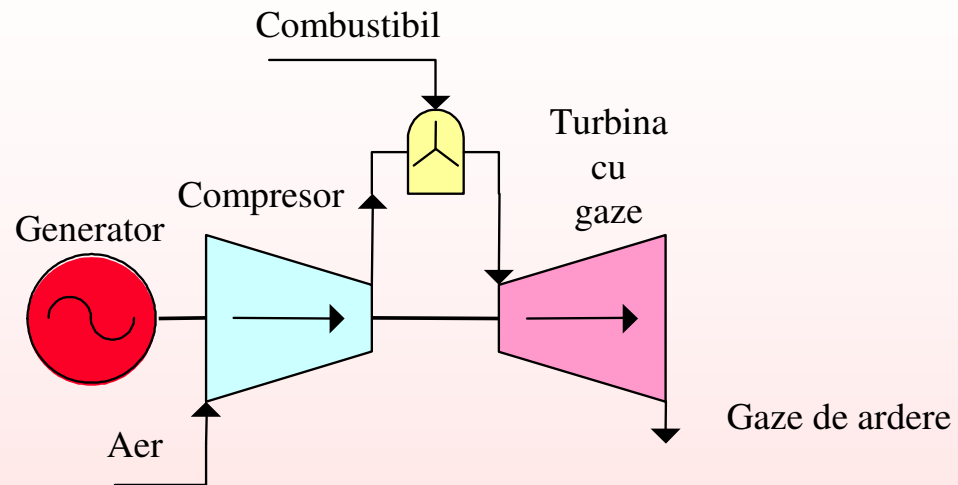 Combustibil
Turbina
cu
gaze
Compresor
Generator
Gaze de ardere
Aer